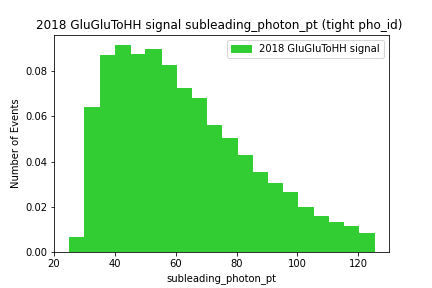 2018 GluGluToHH signal subleading_photon_pt (tight pho_id)
2018 GluGluToHH signal
Number of Events
0.08
0.06
0.04
0.02
0.00
20 40 60 80 100 120
subleading_photon_pt